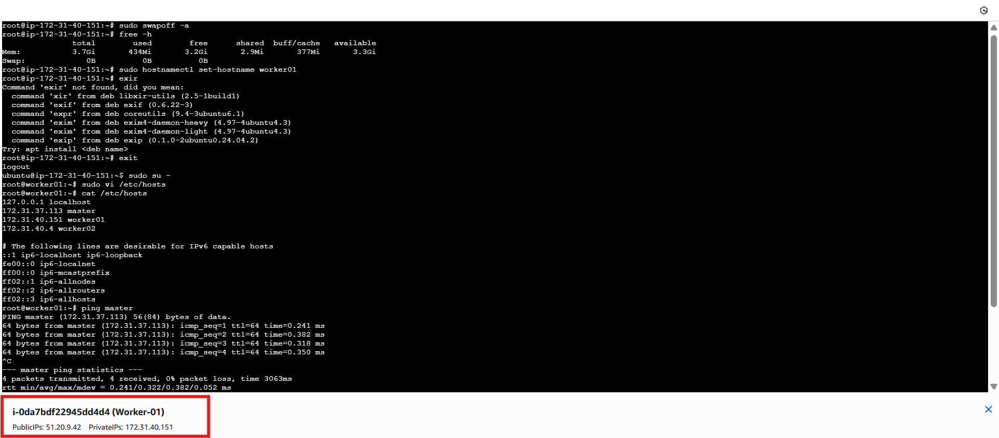 root@ip-172-31-40-151:~# sudo swapoff -a
root@ip-172-31-40-151:~# free -h
               total        used        free      shared  buff/cache   available
Mem:           3.7Gi       434Mi       3.2Gi       2.9Mi       377Mi       3.3Gi
Swap:             0B          0B          0B
root@ip-172-31-40-151:~# sudo hostnamectl set-hostname worker01
root@ip-172-31-40-151:~# exir
Command 'exir' not found, did you mean:
  command 'xir' from deb libxir-utils (2.5-1build1)
  command 'exif' from deb exif (0.6.22-3)
  command 'expr' from deb coreutils (9.4-3ubuntu6.1)
  command 'exim' from deb exim4-daemon-heavy (4.97-4ubuntu4.3)
  command 'exim' from deb exim4-daemon-light (4.97-4ubuntu4.3)
  command 'exip' from deb exip (0.1.0-2ubuntu0.24.04.2)
Try: apt install <deb name>
root@ip-172-31-40-151:~# exit
logout
ubuntu@ip-172-31-40-151:~$ sudo su -
root@worker01:~# sudo vi /etc/hosts
root@worker01:~# cat /etc/hosts
127.0.0.1 localhost
172.31.37.113 master
172.31.40.151 worker01
172.31.40.4 worker02
# The following lines are desirable for IPv6 capable hosts
::1 ip6-localhost ip6-loopback
fe00::0 ip6-localnet
ff00::0 ip6-mcastprefix
ff02::1 ip6-allnodes
ff02::2 ip6-allrouters
ff02::3 ip6-allhosts
root@worker01:~# ping master
PING master (172.31.37.113) 56(84) bytes of data.
64 bytes from master (172.31.37.113): icmp_seq=1 ttl=64 time=0.241 ms
64 bytes from master (172.31.37.113): icmp_seq=2 ttl=64 time=0.382 ms
64 bytes from master (172.31.37.113): icmp_seq=3 ttl=64 time=0.318 ms
64 bytes from master (172.31.37.113): icmp_seq=4 ttl=64 time=0.350 ms
^C
--- master ping statistics ---
4 packets transmitted, 4 received, 0% packet loss, time 3063ms
rtt min/avg/max/mdev = 0.241/0.322/0.382/0.052 ms
i-0da7bdf22945dd4d4 (Worker-01)
PublicIPs: 51.20.9.42    PrivateIPs: 172.31.40.151